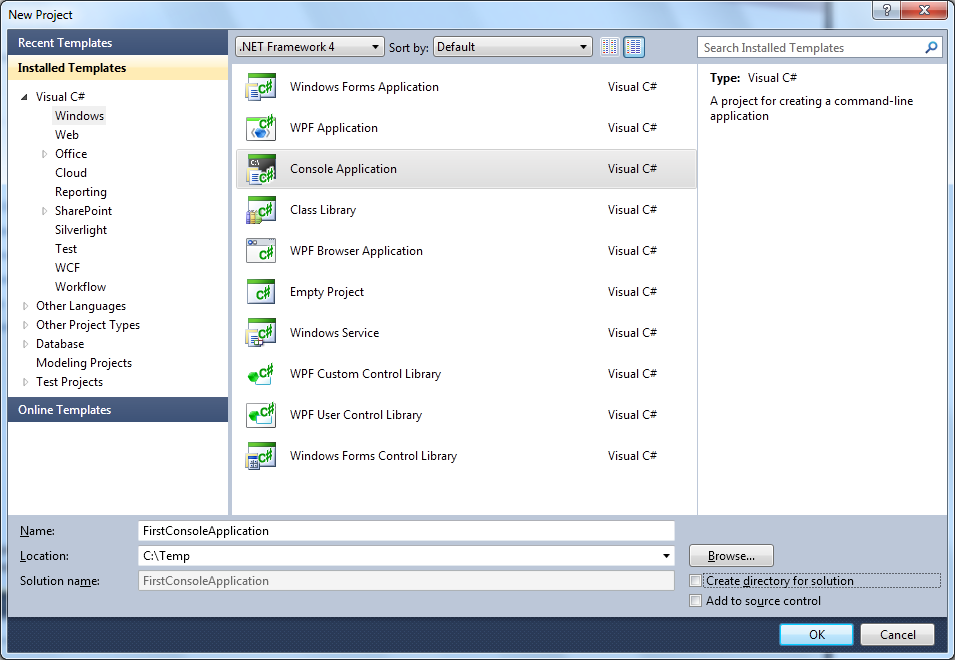 New Project
Recent Templates
Installed Templates
Visual C#
Windows
Web
Office
Cloud
Reporting
SharePoint
Silverlight
Test
WCF
Workflow
Other Languages
Other Project Types
Database
Modeling Projects
Test Projects
Online Templates
.NET Framework 4 Sort by: Default
Windows Forms Application Visual C#
WPF Application Visual C#
Console Application Visual C#
Class Library Visual C#
WPF Browser Application Visual C#
Empty Project Visual C#
Windows Service Visual C#
WPF Custom Control Library Visual C#
WPF User Control Library Visual C#
Windows Forms Control Library Visual C#
Search Installed Templates
Type: Visual C#
A project for creating a command-line
application
Name: FirstConsoleApplication
Location: C:\Temp Browse...
Solution name: FirstConsoleApplication Create directory for solution
Add to source control
OK Cancel